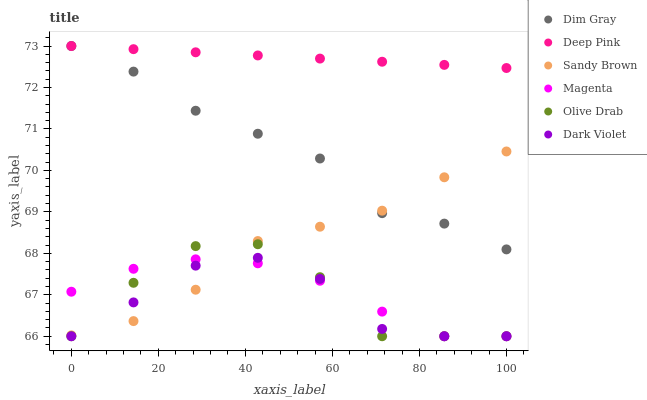 title
73
72
71
70
69
68
67
66
0
20
40
60
80
100
xaxis_label
yaxis_label
Dim Gray
Deep Pink
Sandy Brown
Magenta
Olive Drab
Dark Violet